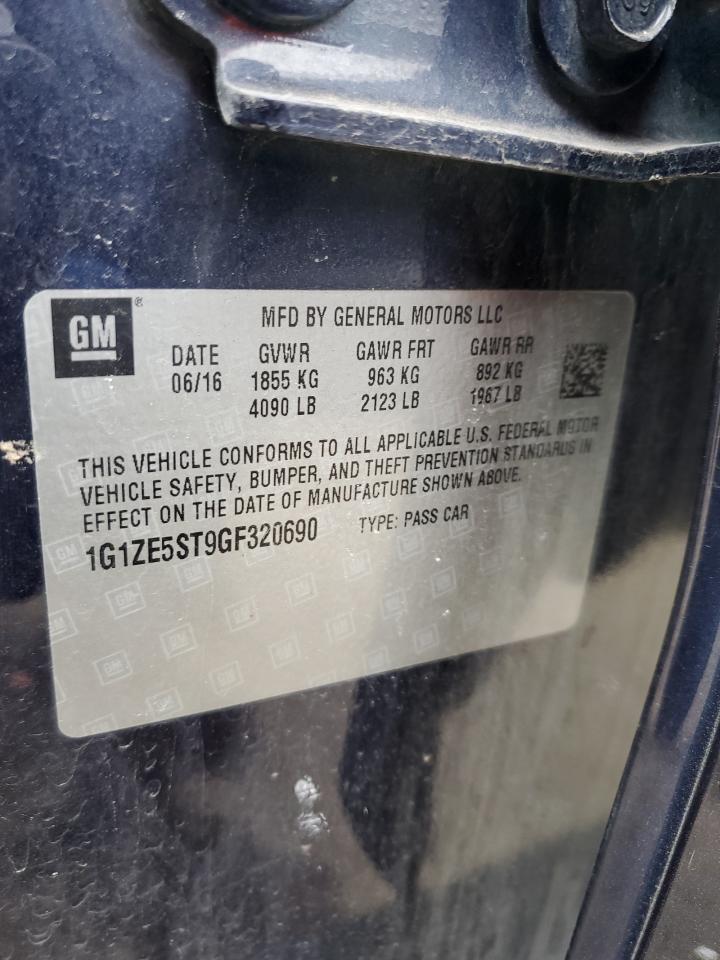 GM ® MFD BY GENERAL MOTORS LLC
DATE GVWR GAWR FRT GAWR RR
06/16 1855 KG 963 KG 892 KG
4090 LB 2123 LB 1967 LB
THIS VEHICLE CONFORMS TO ALL APPLICABLE U.S. FEDERAL MOTOR
VEHICLE SAFETY, BUMPER, AND THEFT PREVENTION STANDARDS IN
EFFECT ON THE DATE OF MANUFACTURE SHOWN ABOVE.
1G1ZE5ST9GF320690 TYPE: PASS CAR